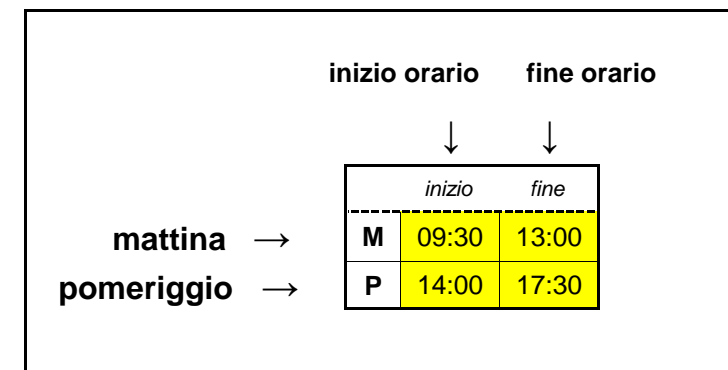 inizio orario fine orario
↓ ↓
inizio fine
mattina → M 09:30 13:00
pomeriggio → P 14:00 17:30